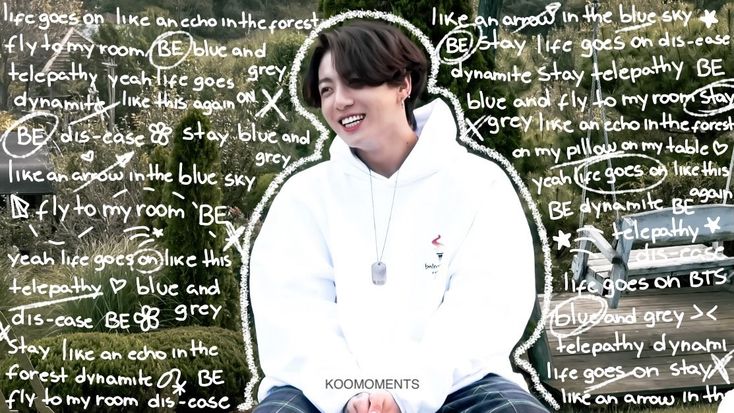 life goes on like an echo in the forest
fly to my room BE blue and
grey
telepathy yeah life goes
dynamite like this again on
BE dis-ease stay blue and
grey
like an arrow in the blue sky
fly to my room BE
yeah life goes on like this
telepathy blue and
grey
dis-ease BE
Stay like an echo in the
forest dynamite BE
fly to my room dis-ease
like an arrow in the blue sky
BE stay life goes on dis-ease
dynamite stay telepathy BE
blue and fly to my room stay
grey like an echo in the forest
on my pillow on my table
yeah life goes on like this
again
BE dynamite BE
telepathy
dis-ease
life goes on BTS
blue and grey ><
telepathy dynami
life goes on stay
like an arrow in th
KOOMOMENTS